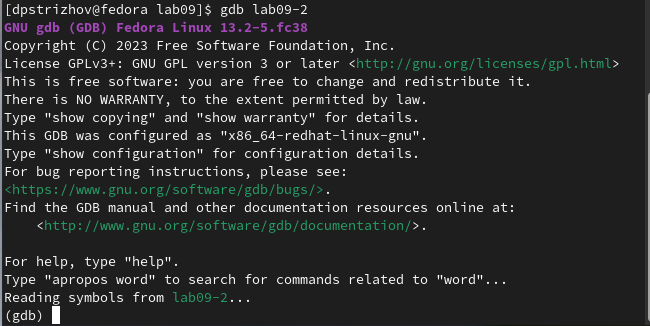 [dpstrizhov@fedora lab09]$ gdb lab09-2
GNU gdb (GDB) Fedora Linux 13.2-5.fc38
Copyright (C) 2023 Free Software Foundation, Inc.
License GPLv3+: GNU GPL version 3 or later <http://gnu.org/licenses/gpl.html>
This is free software: you are free to change and redistribute it.
There is NO WARRANTY, to the extent permitted by law.
Type "show copying" and "show warranty" for details.
This GDB was configured as "x86_64-redhat-linux-gnu".
Type "show configuration" for configuration details.
For bug reporting instructions, please see:
<https://www.gnu.org/software/gdb/bugs/>.
Find the GDB manual and other documentation resources online at:
    <http://www.gnu.org/software/gdb/documentation/>.

For help, type "help".
Type "apropos word" to search for commands related to "word"...
Reading symbols from lab09-2...
(gdb)